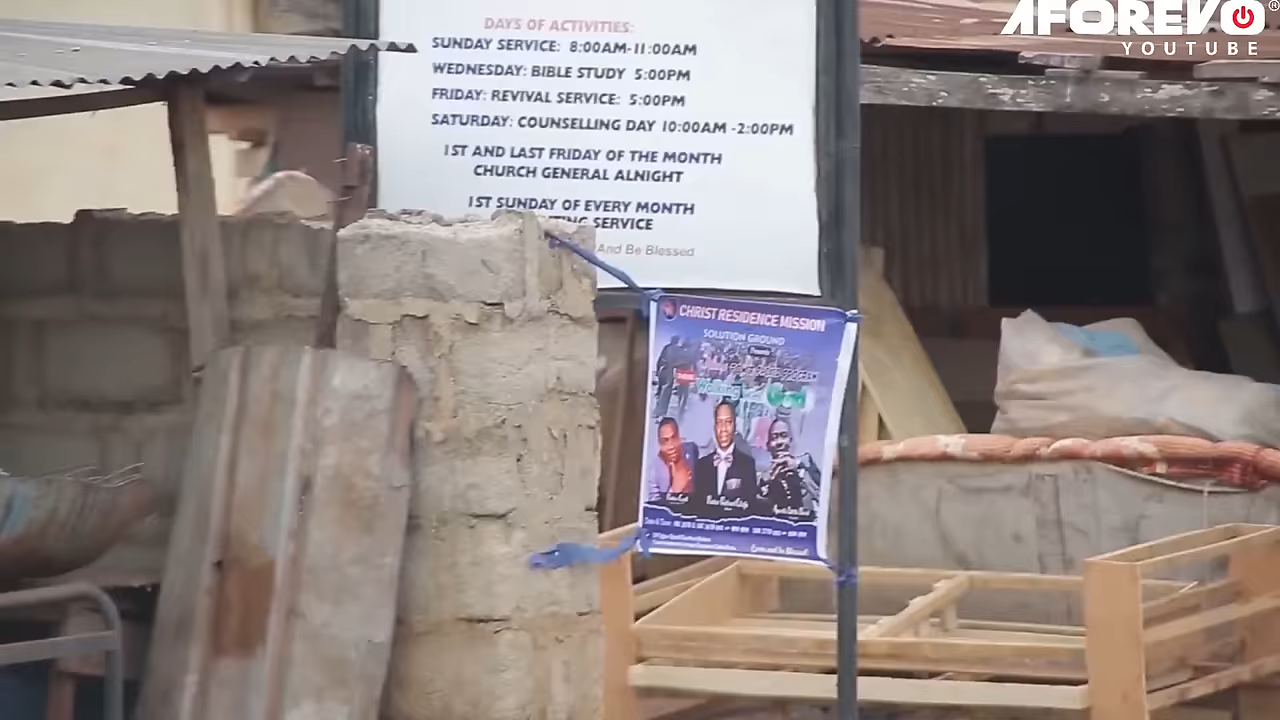 AFOREVO
YOUTUBE
DAYS OF ACTIVITIES:
SUNDAY SERVICE: 8:00AM-11:00AM
WEDNESDAY: BIBLE STUDY 5:00PM
FRIDAY: REVIVAL SERVICE: 5:00PM
SATURDAY: COUNSELLING DAY 10:00AM -2:00PM
1ST AND LAST FRIDAY OF THE MONTH
CHURCH GENERAL ALNIGHT
1ST SUNDAY OF EVERY MONTH
SERVICE
And Be Blessed
CHRIST RESIDENCE MISSION
SOLUTION GROUND
Walking
God
Come and be Blessed